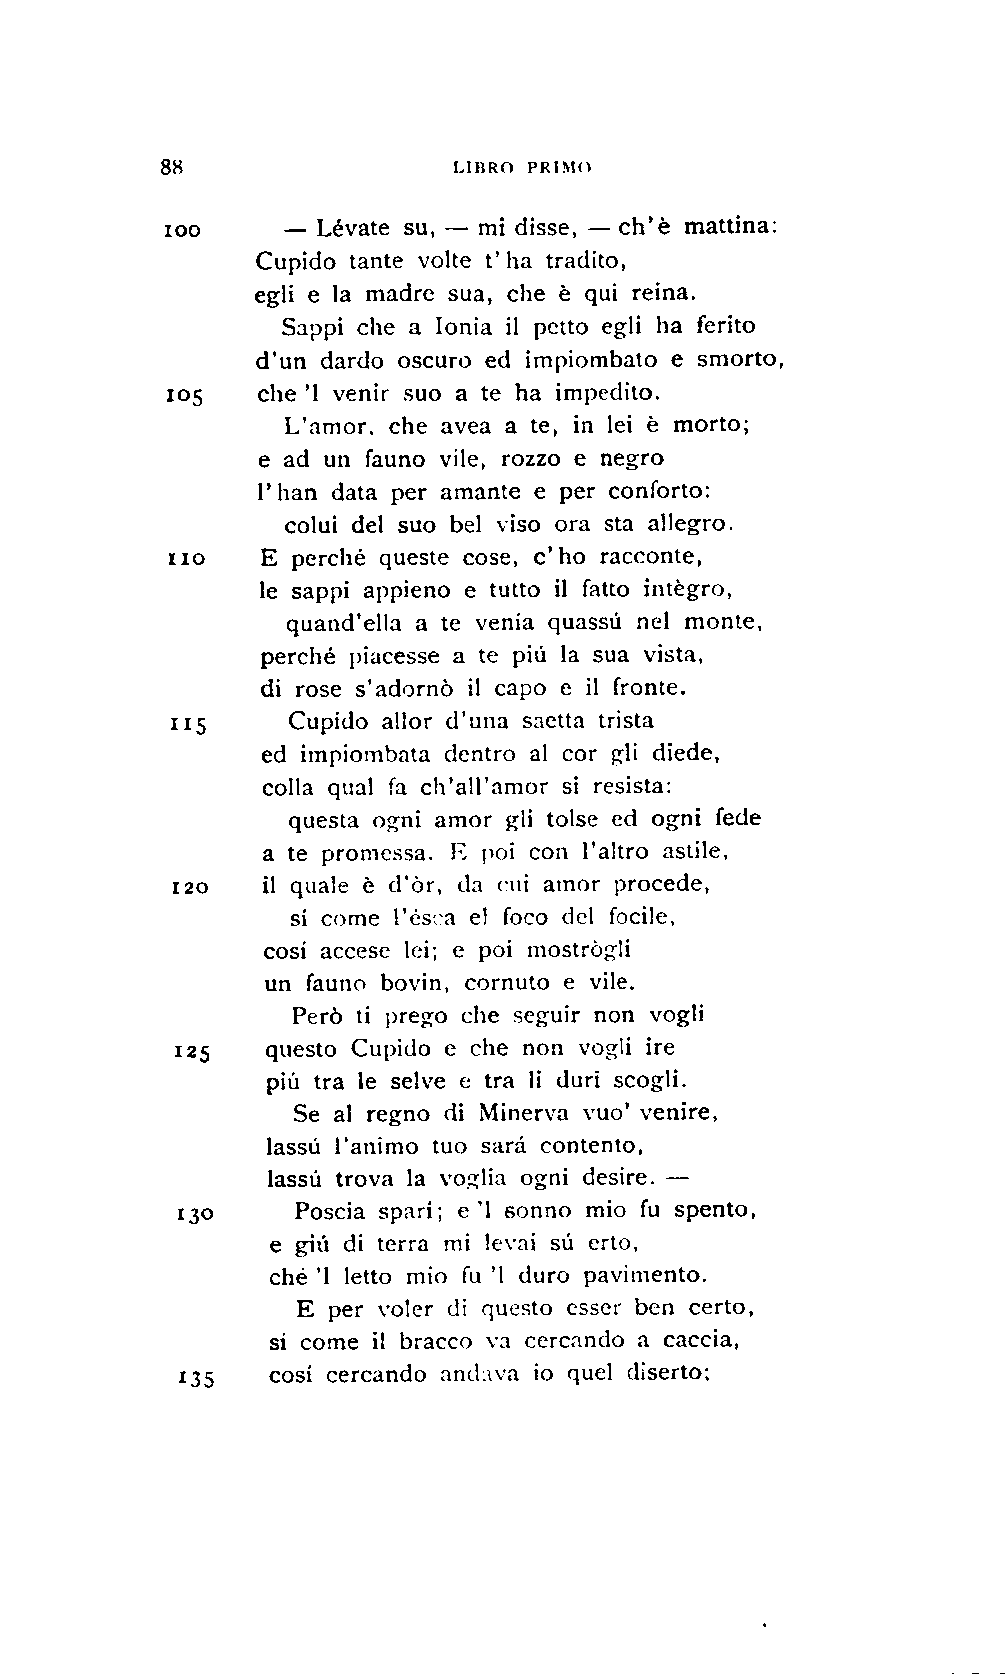 88 LIBRO PRIMO
100 — Lévate su, — mi disse, — ch'è mattina:
Cupido tante volte t'ha tradito,
egli e la madre sua, che è qui reina.
Sappi che a Ionia il petto egli ha ferito
d'un dardo oscuro ed impiombato e smorto,
105 che 'l venir suo a te ha impedito.
L'amor, che avea a te, in lei è morto;
e ad un fauno vile, rozzo e negro
l'han data per amante e per conforto:
colui del suo bel viso ora sta allegro.
110 E perché queste cose, c'ho racconte,
le sappi appieno e tutto il fatto intègro,
quand'ella a te venía quassú nel monte,
perché piacesse a te piú la sua vista,
di rose s'adornò il capo e il fronte.
115 Cupido allor d'una saetta trista
ed impiombata dentro al cor gli diede,
colla qual fa ch'all'amor si resista:
questa ogni amor gli tolse ed ogni fede
a te promessa. E poi con l'altro astile,
120 il quale è d'òr, da cui amor procede,
sí come l'ésca el foco del focile,
cosí accese lei; e poi mostrògli
un fauno bovin, cornuto e vile.
Però ti prego che seguir non vogli
125 questo Cupido e che non vogli ire
piú tra le selve e tra li duri scogli.
Se al regno di Minerva vuo' venire,
lassú l'animo tuo sará contento,
lassú trova la voglia ogni desire. —
130 Poscia sparí; e 'l sonno mio fu spento,
e giú di terra mi levai sú erto,
ché 'l letto mio fu 'l duro pavimento.
E per voler di questo esser ben certo,
sí come il bracco va cercando a caccia,
135 cosí cercando andava io quel diserto;